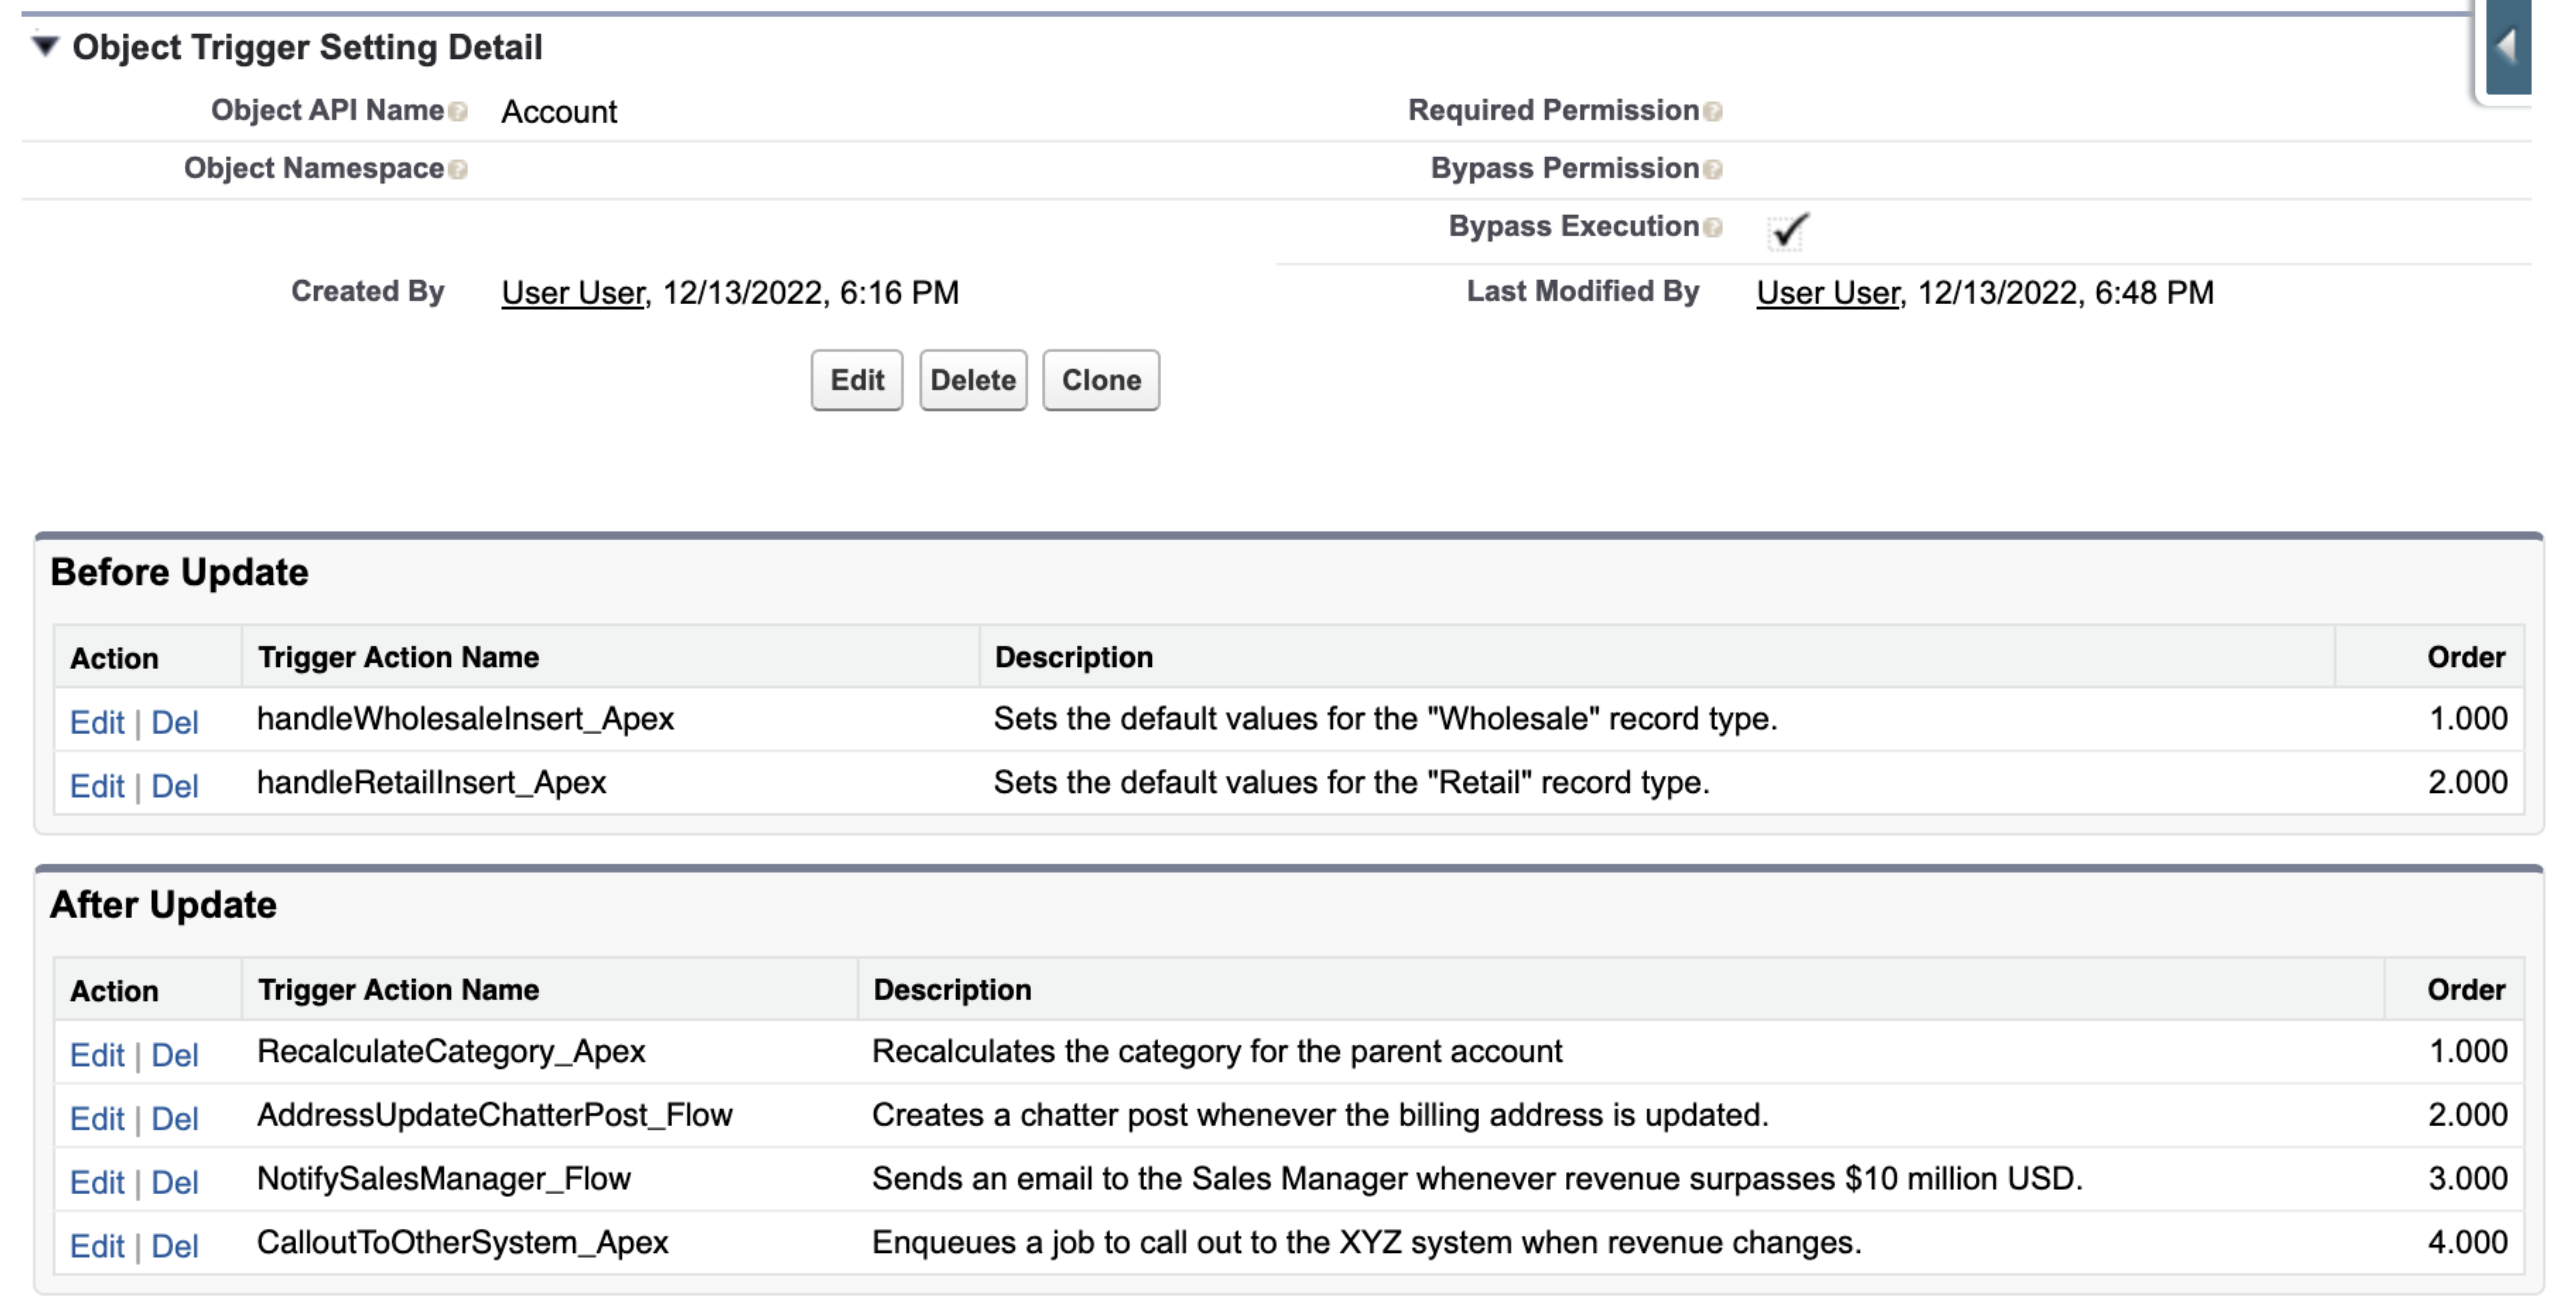 Object Trigger Setting Detail
Object API Name Account Required Permission
Object Namespace Bypass Permission
Bypass Execution
Created By User User, 12/13/2022, 6:16 PM Last Modified By User User, 12/13/2022, 6:48 PM
Edit Delete Clone
Before Update
Action Trigger Action Name Description Order
Edit | Del handleWholesaleInsert_Apex Sets the default values for the "Wholesale" record type. 1.000
Edit | Del handleRetailInsert_Apex Sets the default values for the "Retail" record type. 2.000
After Update
Action Trigger Action Name Description Order
Edit | Del RecalculateCategory_Apex Recalculates the category for the parent account 1.000
Edit | Del AddressUpdateChatterPost_Flow Creates a chatter post whenever the billing address is updated. 2.000
Edit | Del NotifySalesManager_Flow Sends an email to the Sales Manager whenever revenue surpasses $10 million USD. 3.000
Edit | Del CalloutToOtherSystem_Apex Enqueues a job to call out to the XYZ system when revenue changes. 4.000